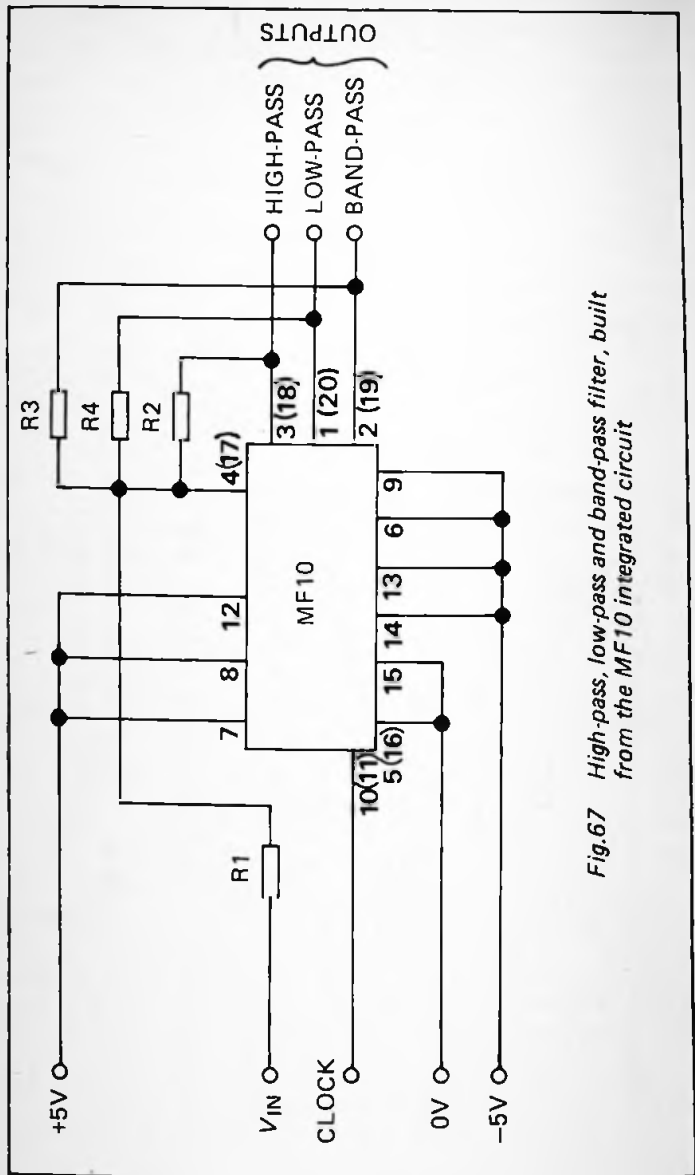 +5V
VIN
CLOCK
0V
−5V
R1
R3
R4
R2
7
8
12
4(17)
MF10
3 (18)
1 (20)
2 (19)
10(11)
5 (16)
15
14
13
6
9
HIGH-PASS
LOW-PASS
BAND-PASS
OUTPUTS
Fig.67 High-pass, low-pass and band-pass filter, built
from the MF10 integrated circuit